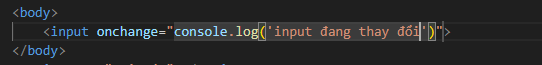 <body>
<input onchange="console.log('input đang thay đổi')">
</body>